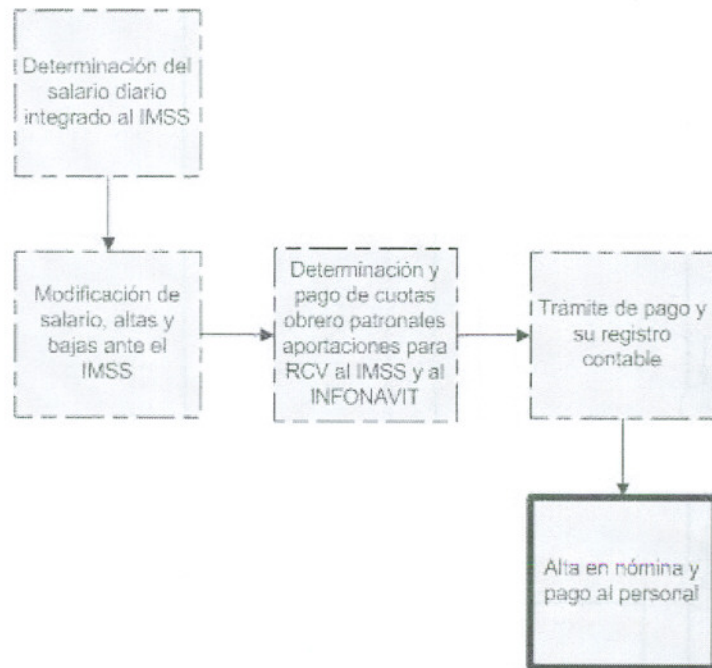 Determinación del
salario diario
integrado al IMSS
Modificación de
salario, altas y
bajas ante el
IMSS
Determinación y
pago de cuotas
obrero patronales
aportaciones para
RCV al IMSS y al
INFONAVIT
Trámite de pago y
su registro
contable
Alta en nómina y
pago al personal